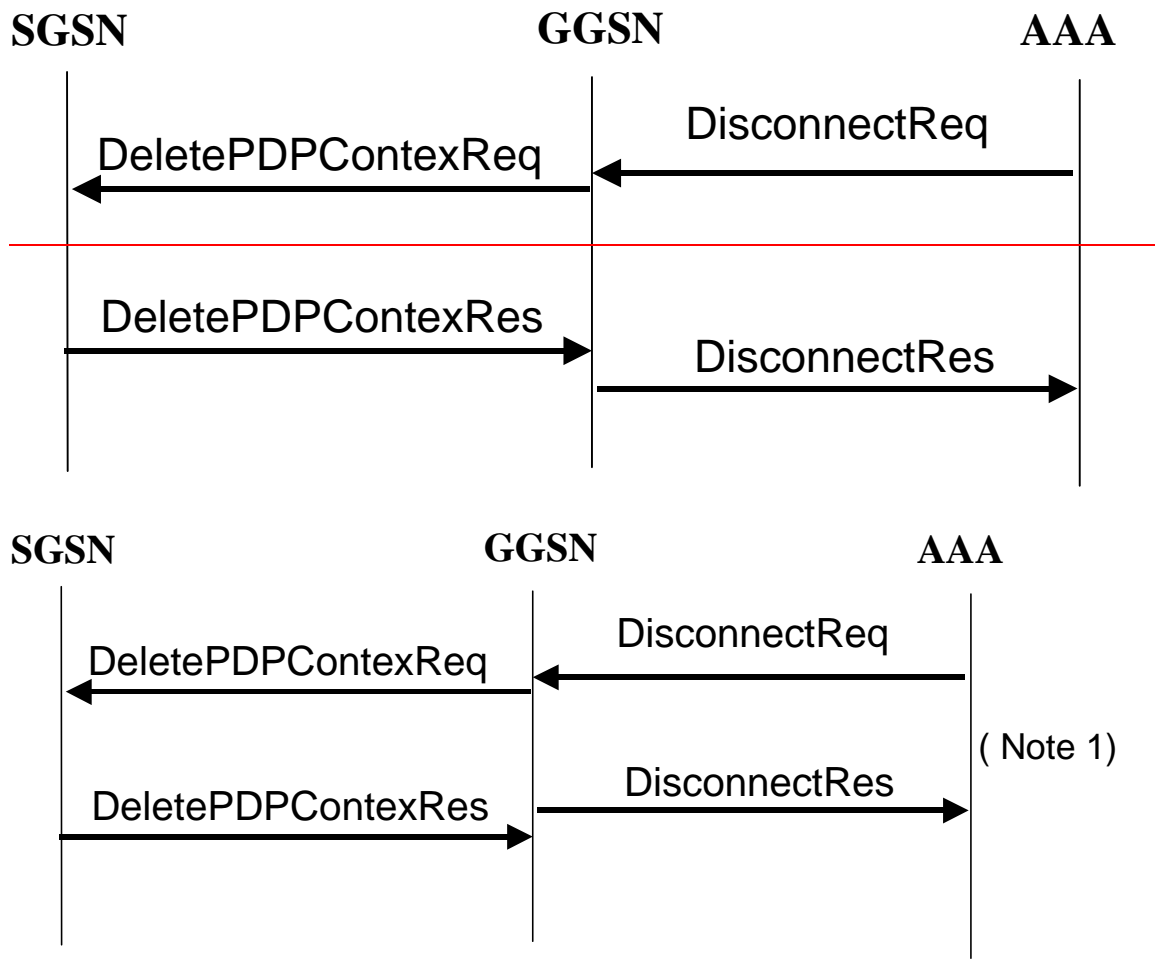 SGSN GGSN AAA
DisconnectReq
DeletePDPContexReq
DeletePDPContexRes
DisconnectRes
SGSN GGSN AAA
DisconnectReq
DeletePDPContexReq
( Note 1)
DisconnectRes
DeletePDPContexRes